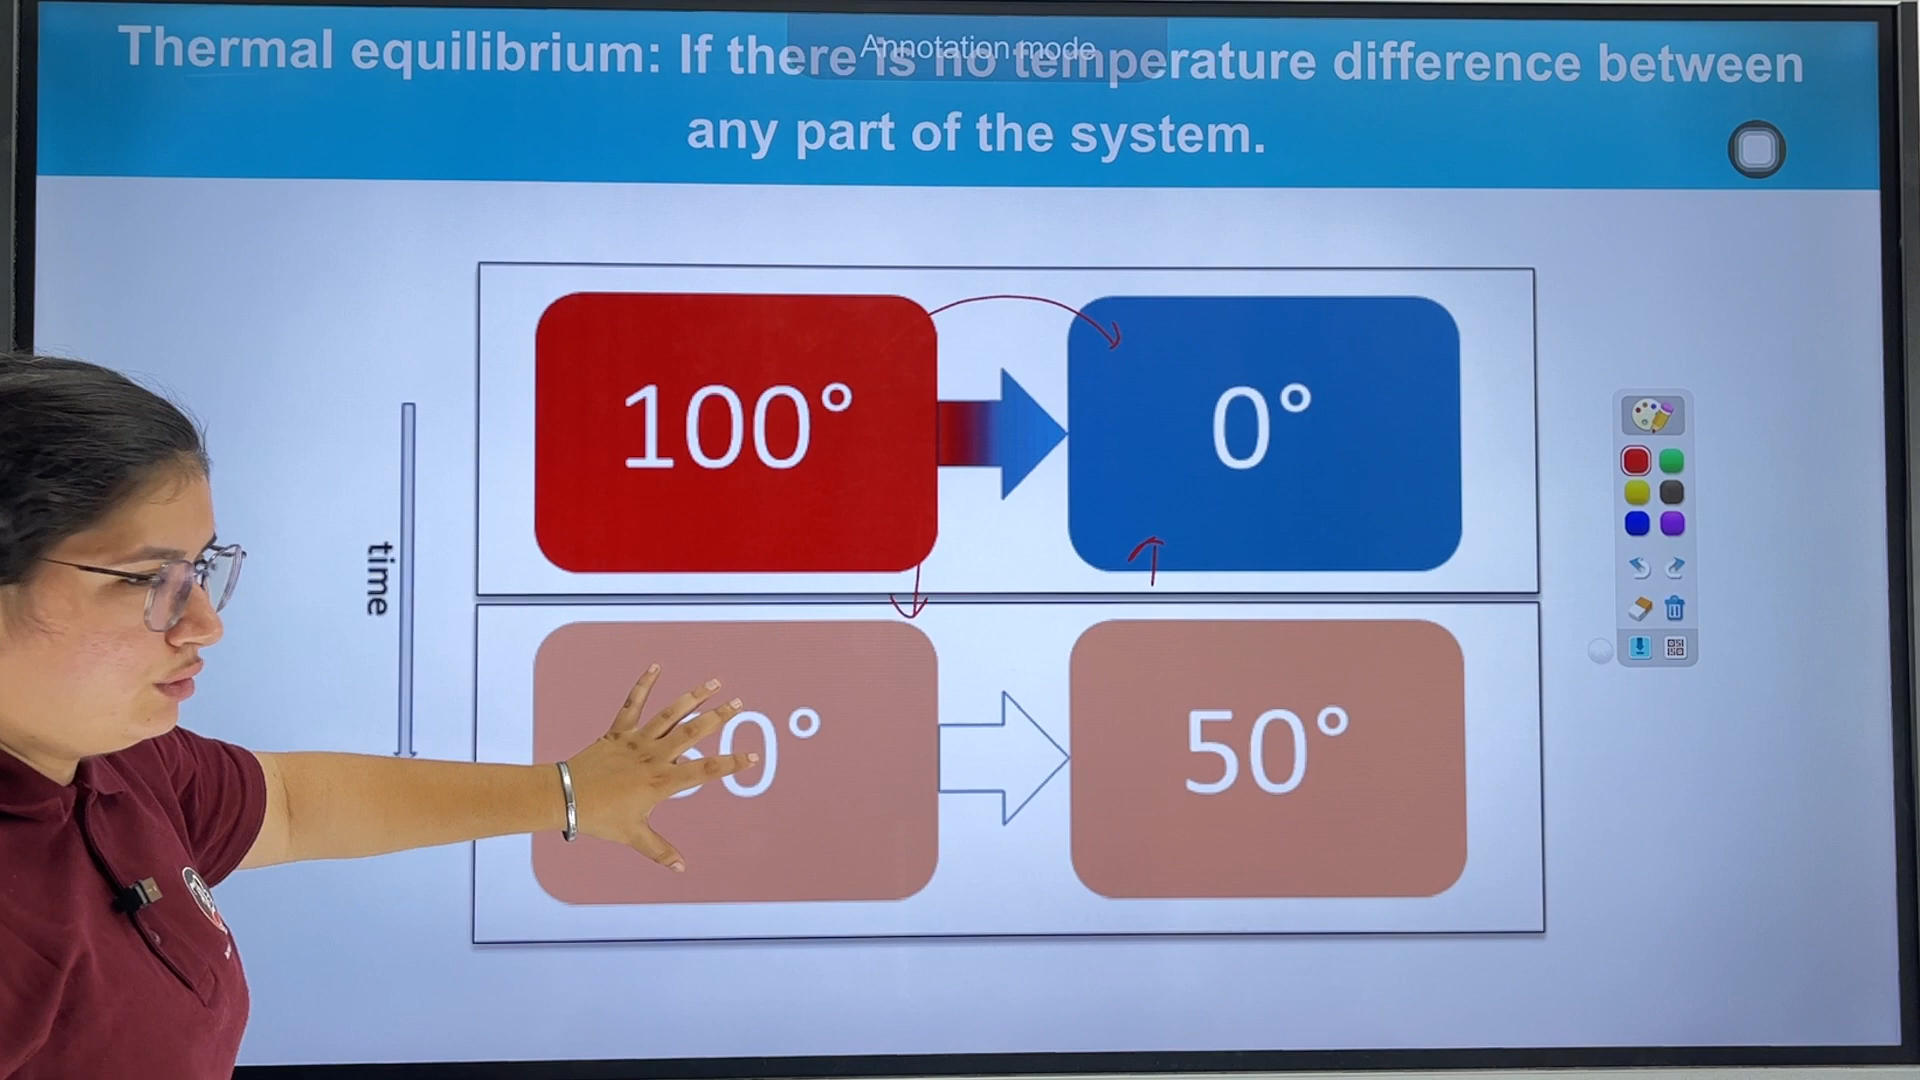 Thermal equilibrium: If there is no temperature difference between
any part of the system.
Annotation mode
100°
0°
time
50°
50°